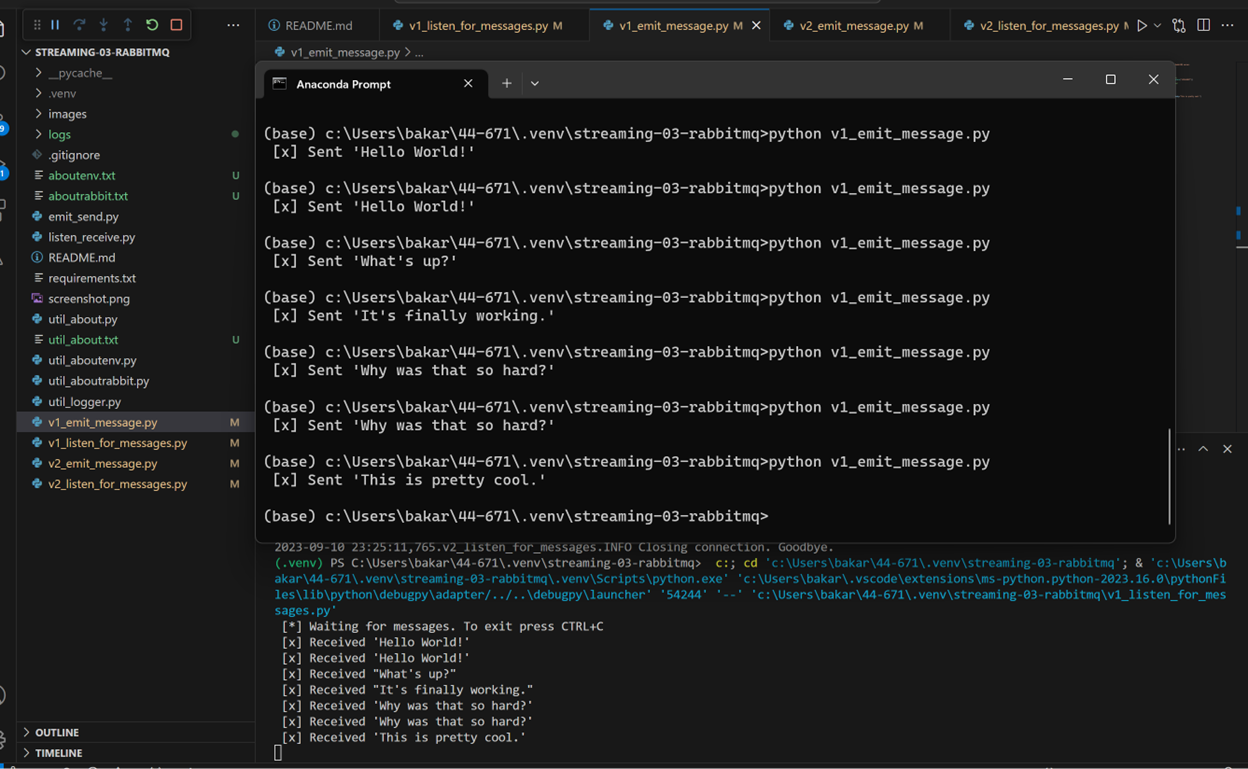 README.md
v1_listen_for_messages.py M
v1_emit_message.py M
v2_emit_message.py M
v2_listen_for_messages.py
STREAMING-03-RABBITMQ
v1_emit_message.py > ...
__pycache__
.venv
images
logs
.gitignore
aboutenv.txt U
aboutrabbit.txt U
emit_send.py
listen_receive.py
README.md
requirements.txt
screenshot.png
util_about.py
util_about.txt U
util_aboutenv.py
util_aboutrabbit.py
util_logger.py
v1_emit_message.py M
v1_listen_for_messages.py M
v2_emit_message.py M
v2_listen_for_messages.py M
OUTLINE
TIMELINE
9
1
Anaconda Prompt
(base) c:\Users\bakar\44-671\.venv\streaming-03-rabbitmq>python v1_emit_message.py
[x] Sent 'Hello World!'
(base) c:\Users\bakar\44-671\.venv\streaming-03-rabbitmq>python v1_emit_message.py
[x] Sent 'Hello World!'
(base) c:\Users\bakar\44-671\.venv\streaming-03-rabbitmq>python v1_emit_message.py
[x] Sent 'What's up?'
(base) c:\Users\bakar\44-671\.venv\streaming-03-rabbitmq>python v1_emit_message.py
[x] Sent 'It's finally working.'
(base) c:\Users\bakar\44-671\.venv\streaming-03-rabbitmq>python v1_emit_message.py
[x] Sent 'Why was that so hard?'
(base) c:\Users\bakar\44-671\.venv\streaming-03-rabbitmq>python v1_emit_message.py
[x] Sent 'Why was that so hard?'
(base) c:\Users\bakar\44-671\.venv\streaming-03-rabbitmq>python v1_emit_message.py
[x] Sent 'This is pretty cool.'
(base) c:\Users\bakar\44-671\.venv\streaming-03-rabbitmq>
2023-09-10 23:25:11,765.v2_listen_for_messages.INFO Closing connection. Goodbye.
(.venv) PS C:\Users\bakar\44-671\.venv\streaming-03-rabbitmq> c:; cd 'c:\Users\bakar\44-671\.venv\streaming-03-rabbitmq'; & 'c:\Users\b
akar\44-671\.venv\streaming-03-rabbitmq\.venv\Scripts\python.exe' 'c:\Users\bakar\.vscode\extensions\ms-python.python-2023.16.0\pythonFi
les\lib\python\debugpy\adapter/../..\debugpy\launcher' '54244' '--' 'c:\Users\bakar\44-671\.venv\streaming-03-rabbitmq\v1_listen_for_mes
sages.py'
[*] Waiting for messages. To exit press CTRL+C
[x] Received 'Hello World!'
[x] Received 'Hello World!'
[x] Received "What's up?"
[x] Received "It's finally working."
[x] Received 'Why was that so hard?'
[x] Received 'Why was that so hard?'
[x] Received 'This is pretty cool.'